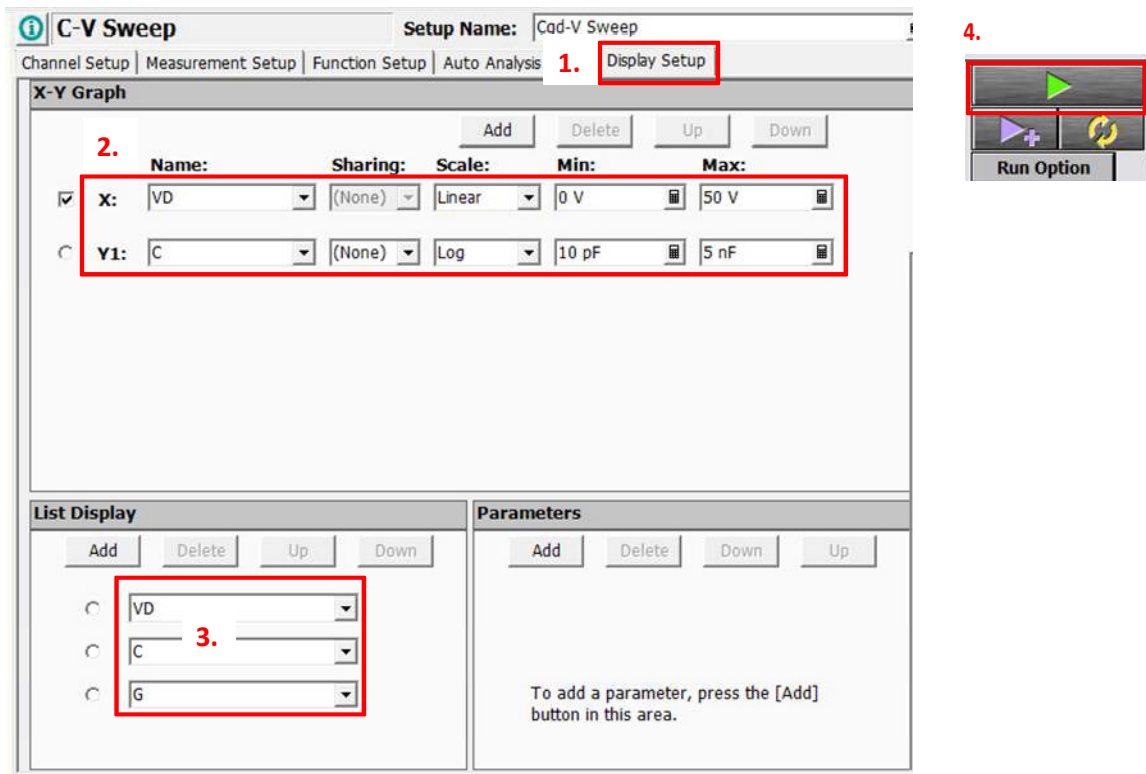 C-V Sweep Setup Name: Cgd-V Sweep
4.
Channel Setup Measurement Setup Function Setup Auto Analysis 1. Display Setup
X-Y Graph
Add Delete Up Down
2.
Name: Sharing: Scale: Min: Max:
X: VD (None) Linear 0 V 50 V
Y1: C (None) Log 10 pF 5 nF
Run Option
List Display Parameters
Add Delete Up Down Add Delete Down Up
VD
3.
C
G
To add a parameter, press the [Add]
button in this area.